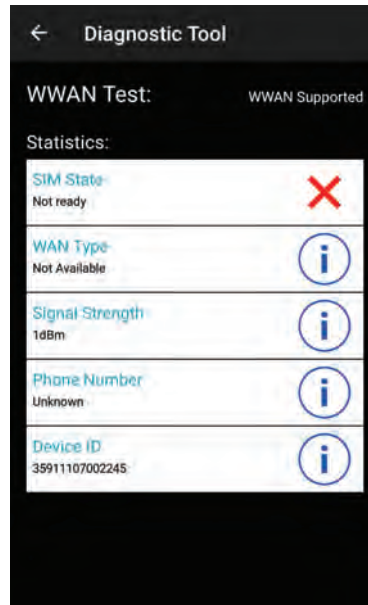 Diagnostic Tool
WWAN Test: WWAN Supported
Statistics:
SIM State
Not ready
WAN Type
Not Available
Signal Strength
1dBm
Phone Number
Unknown
Device ID
35911107002245